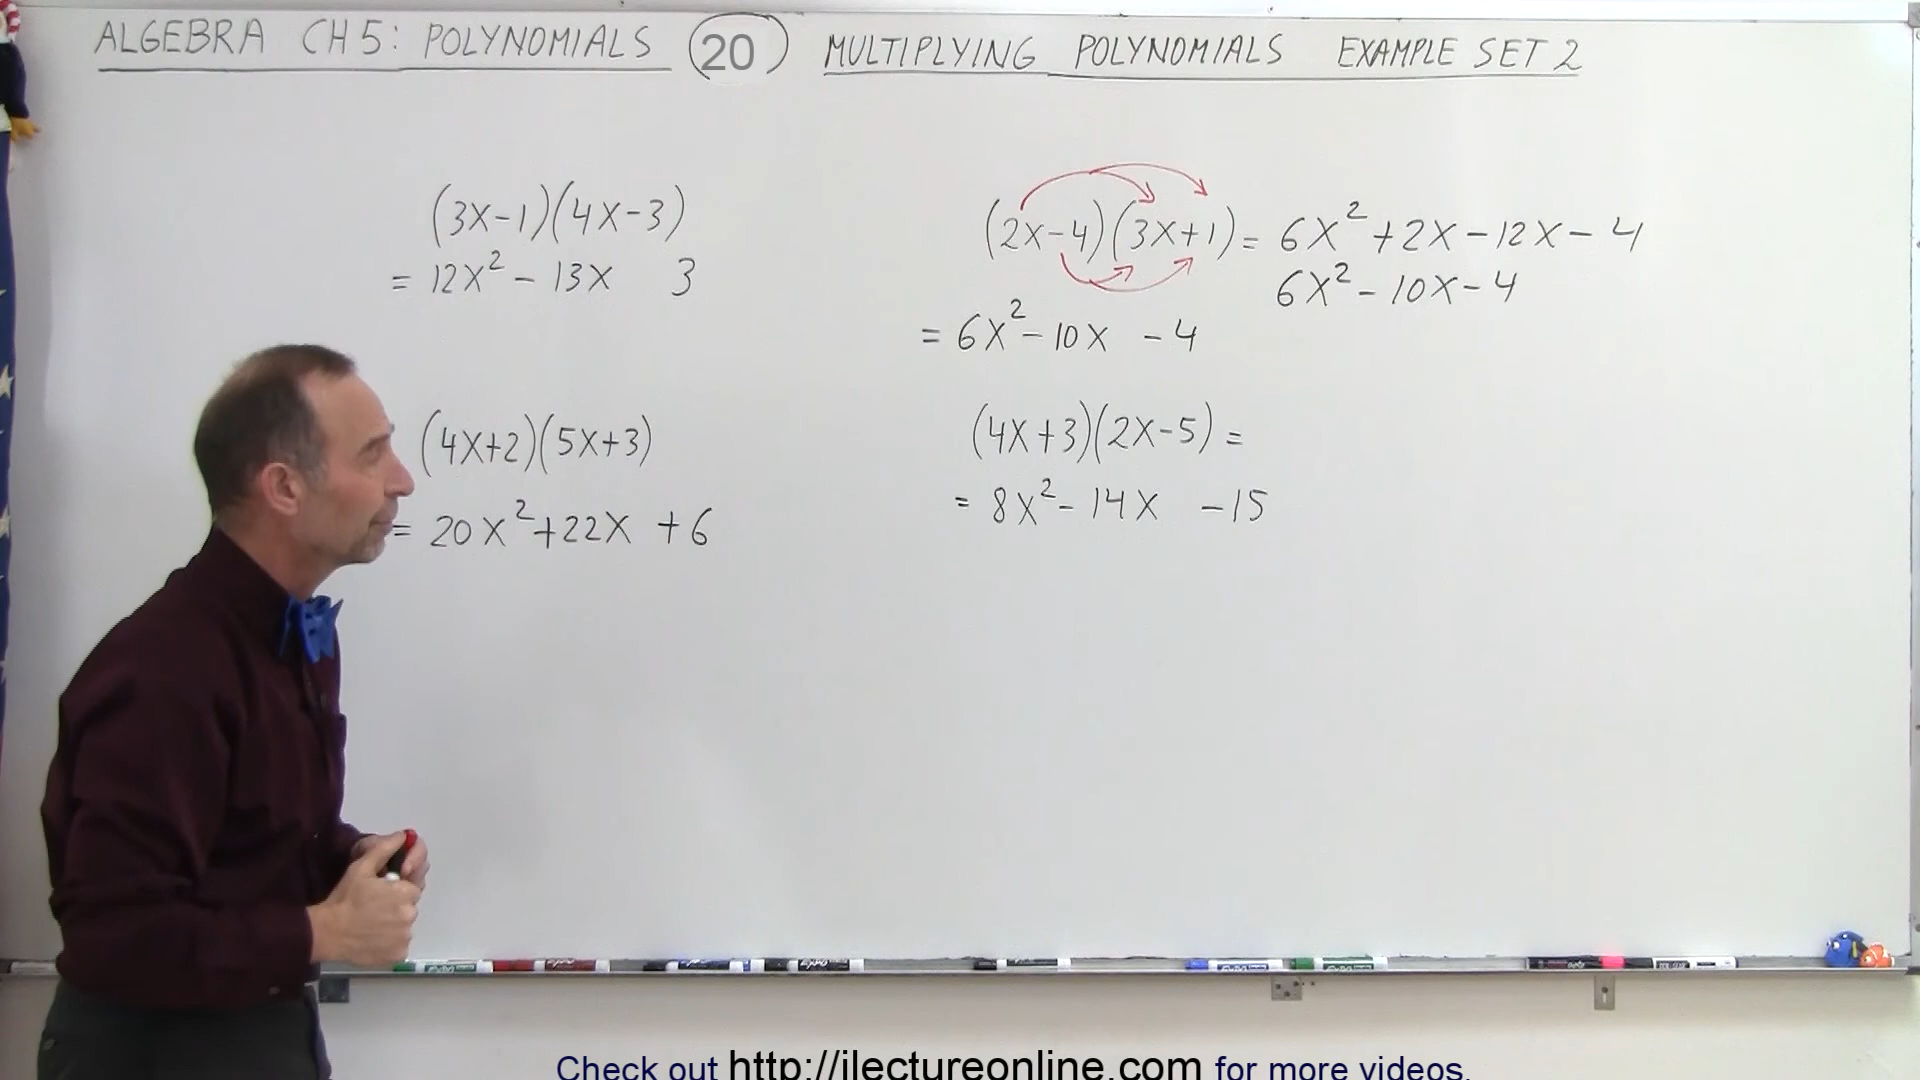 ALGEBRA CH 5: POLYNOMIALS 20 MULTIPLYING POLYNOMIALS EXAMPLE SET 2
(3X-1)(4X-3)
= 12X² - 13X 3
(4X+2)(5X+3)
= 20X² + 22X + 6
(2X-4)(3X+1) = 6X² + 2X - 12X - 4
6X² - 10X - 4
= 6X² - 10X - 4
(4X+3)(2X-5) =
= 8X² - 14X - 15
Check out http://ilectureonline.com for more videos.